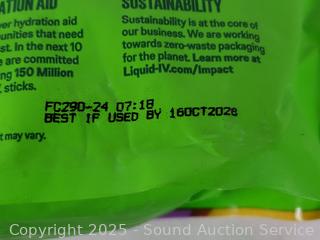 ATION AID
er hydration aid
unities that need
st. In the next 10
e are committed
ng 150 Million
sticks.
SUSTAINABILITY
Sustainability is at the core of
our business. We are working
towards zero-waste packaging
for the planet. Learn more at
Liquid-IV.com/Impact
FC290-24 07:18
BEST IF USED BY 16OCT2026
t may vary.
Copyright 2025 - Sound Auction Service